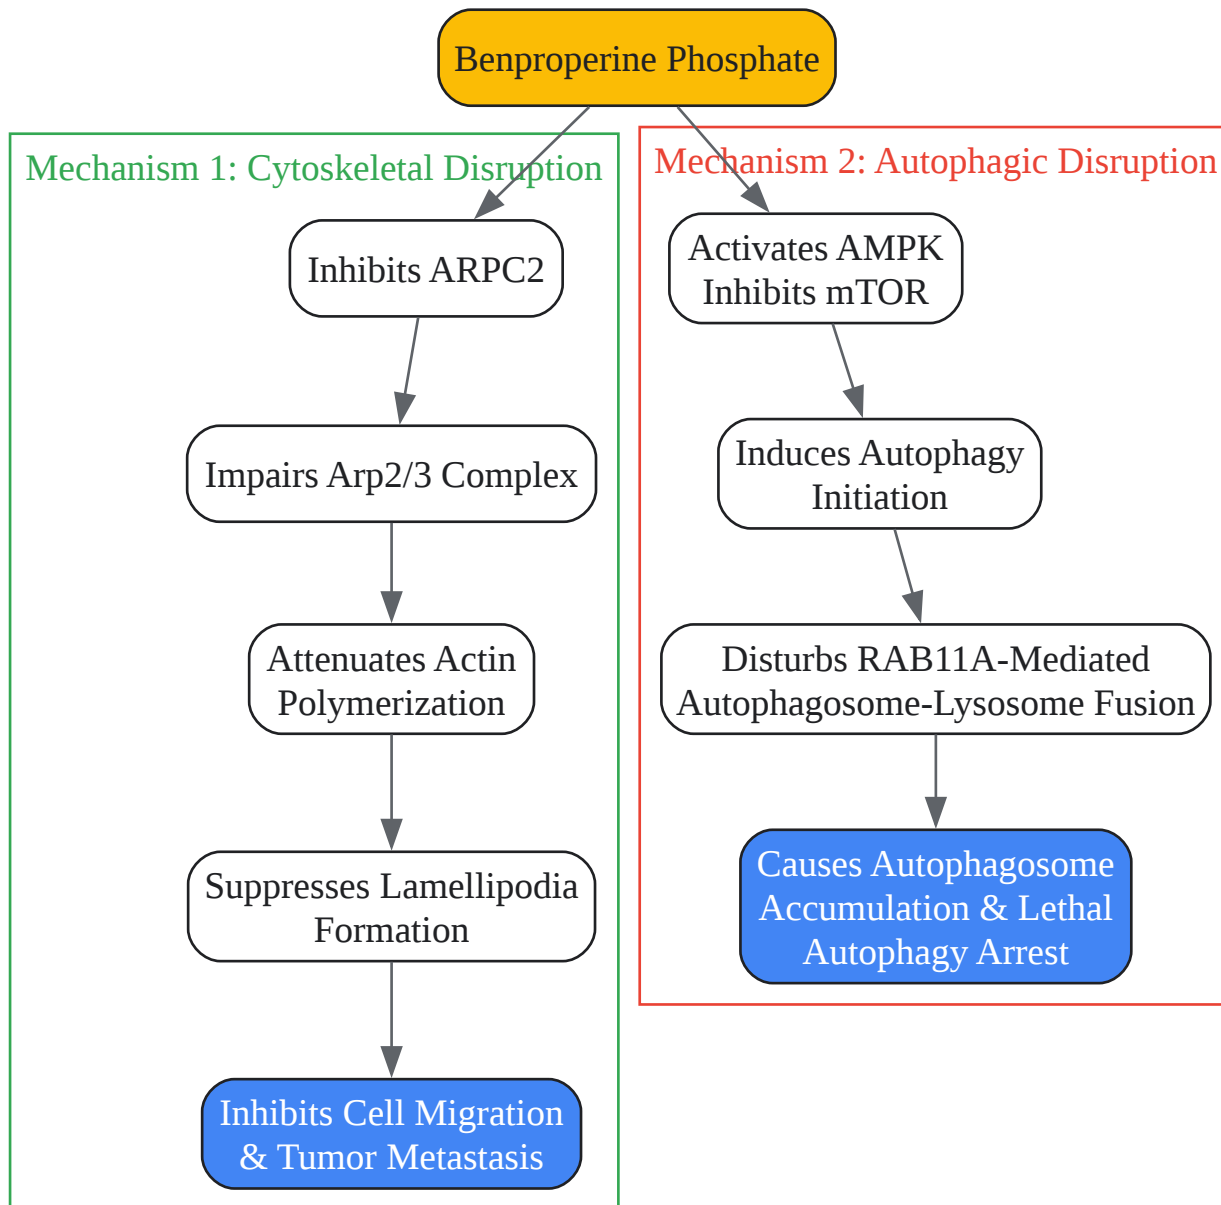 Benproperine Phosphate
Mechanism 1: Cytoskeletal Disruption
Inhibits ARPC2
Impairs Arp2/3 Complex
Attenuates Actin
Polymerization
Suppresses Lamellipodia
Formation
Inhibits Cell Migration
& Tumor Metastasis
Mechanism 2: Autophagic Disruption
Activates AMPK
Inhibits mTOR
Induces Autophagy
Initiation
Disturbs RAB11A-Mediated
Autophagosome-Lysosome Fusion
Causes Autophagosome
Accumulation & Lethal
Autophagy Arrest